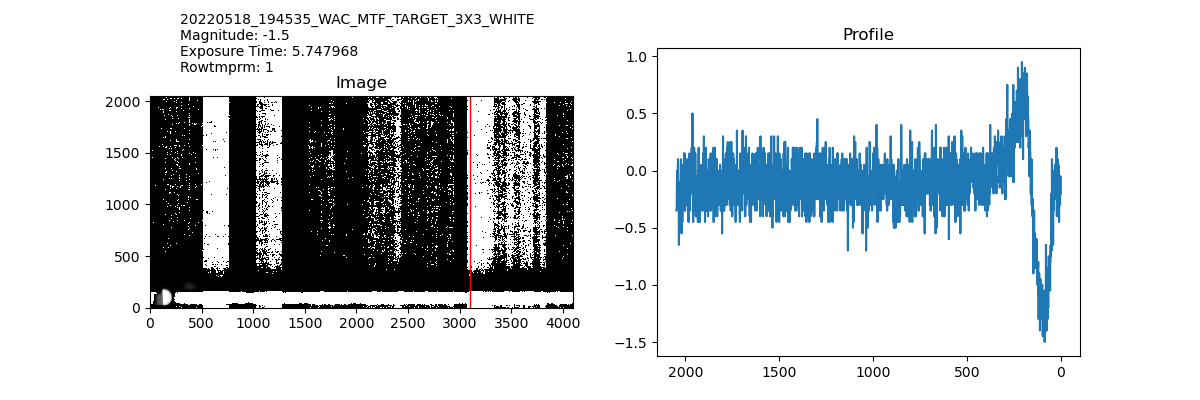 20220518_194535_WAC_MTF_TARGET_3X3_WHITE
Magnitude: -1.5
Exposure Time: 5.747968
Rowtmprm: 1
Image
2000
1500
1000
500
0
0 500 1000 1500 2000 2500 3000 3500 4000
Profile
1.0
0.5
0.0
−0.5
−1.0
−1.5
2000 1500 1000 500 0